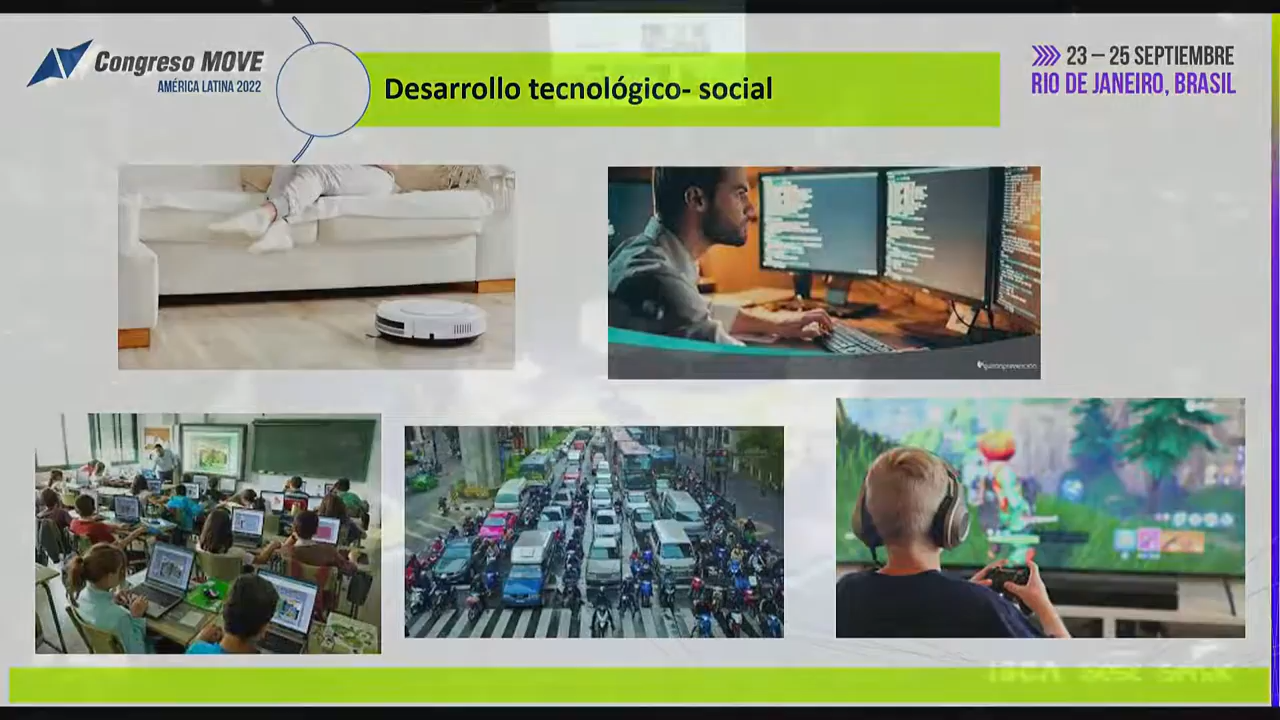 Congreso MOVE
AMÉRICA LATINA 2022
Desarrollo tecnológico- social
23 – 25 SEPTIEMBRE
RIO DE JANEIRO, BRASIL